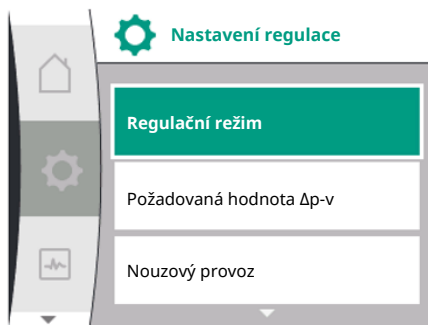 Nastavení regulace
Regulační režim
Požadovaná hodnota Δp-v
Nouzový provoz